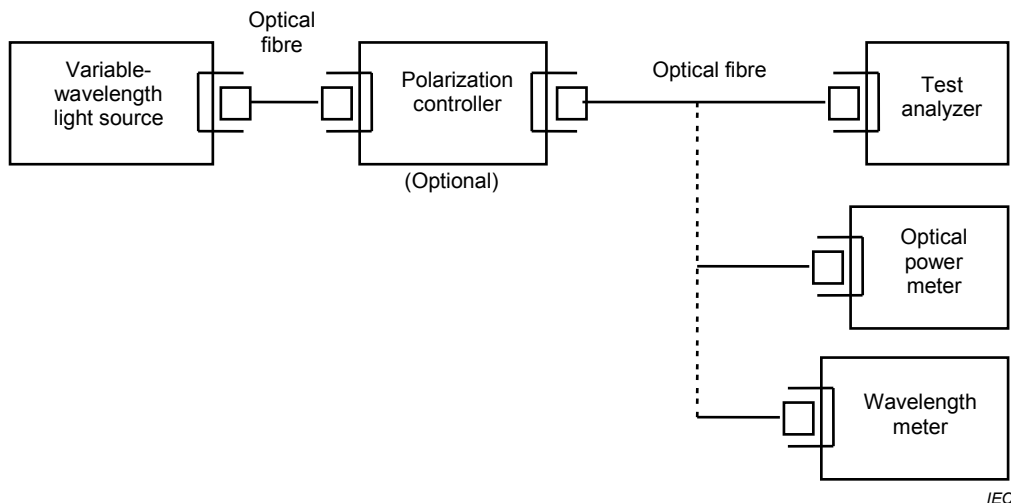 Optical
fibre
Variable-
wavelength
light source
Polarization
controller
(Optional)
Optical fibre
Test
analyzer
Optical
power
meter
Wavelength
meter
IEC